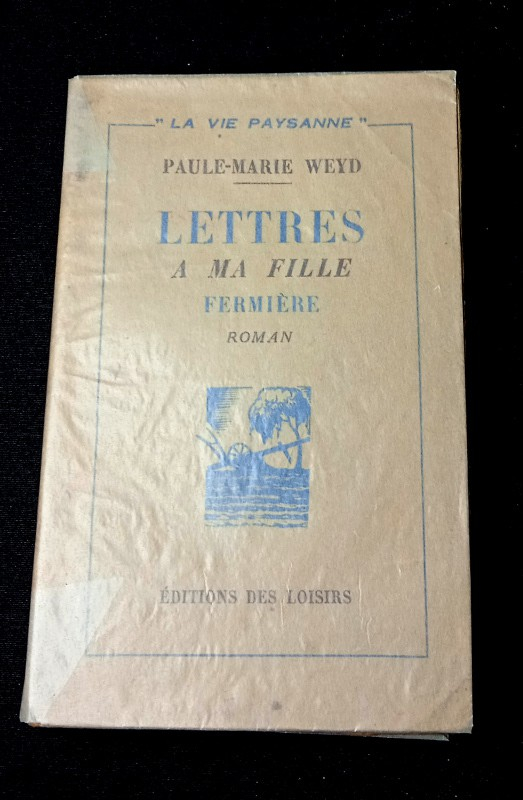 " LA VIE PAYSANNE "
PAULE-MARIE WEYD
LETTRES
A MA FILLE
FERMIÈRE
ROMAN
ÉDITIONS DES LOISIRS